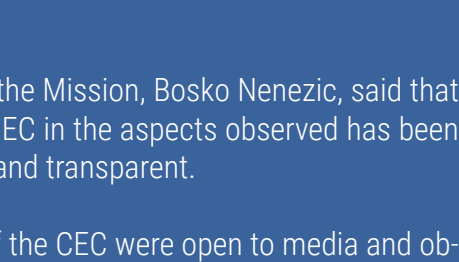 the Mission, Bosko Nenezic, said that
EC in the aspects observed has been
and transparent.
the CEC were open to media and ob-